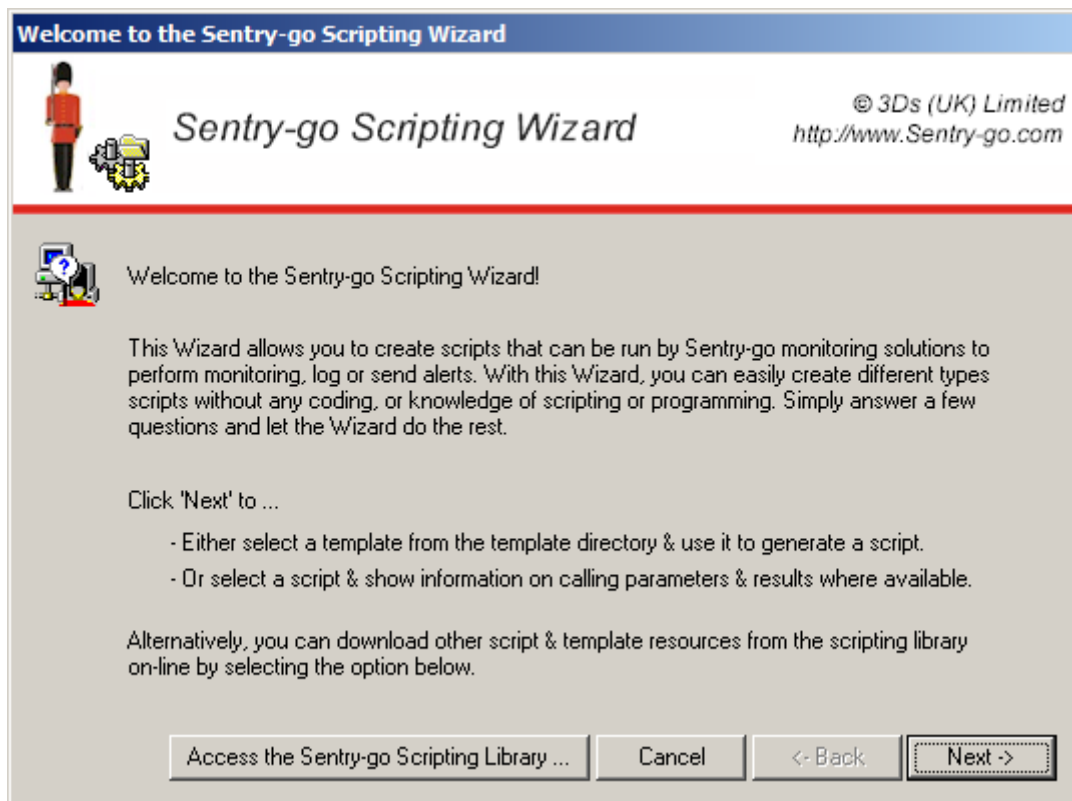 Welcome to the Sentry-go Scripting Wizard
Sentry-go Scripting Wizard
© 3Ds (UK) Limited
http://www.Sentry-go.com
?
Welcome to the Sentry-go Scripting Wizard!
This Wizard allows you to create scripts that can be run by Sentry-go monitoring solutions to
perform monitoring, log or send alerts. With this Wizard, you can easily create different types
scripts without any coding, or knowledge of scripting or programming. Simply answer a few
questions and let the Wizard do the rest.
Click 'Next' to ...
- Either select a template from the template directory & use it to generate a script.
- Or select a script & show information on calling parameters & results where available.
Alternatively, you can download other script & template resources from the scripting library
on-line by selecting the option below.
Access the Sentry-go Scripting Library ...
Cancel
<- Back
Next ->